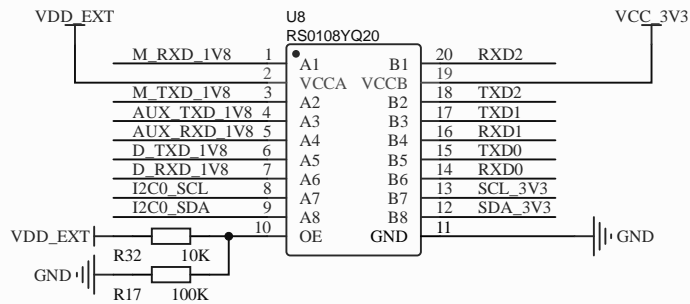 VDD_EXT
U8
RS0108YQ20
VCC_3V3
M_RXD_1V8 1 A1 B1 20 RXD2
2 VCCA VCCB 19
M_TXD_1V8 3 A2 B2 18 TXD2
AUX_TXD_1V8 4 A3 B3 17 TXD1
AUX_RXD_1V8 5 A4 B4 16 RXD1
D_TXD_1V8 6 A5 B5 15 TXD0
D_RXD_1V8 7 A6 B6 14 RXD0
I2C0_SCL 8 A7 B7 13 SCL_3V3
I2C0_SDA 9 A8 B8 12 SDA_3V3
VDD_EXT 10 OE GND 11 GND
R32 10K
GND
R17 100K